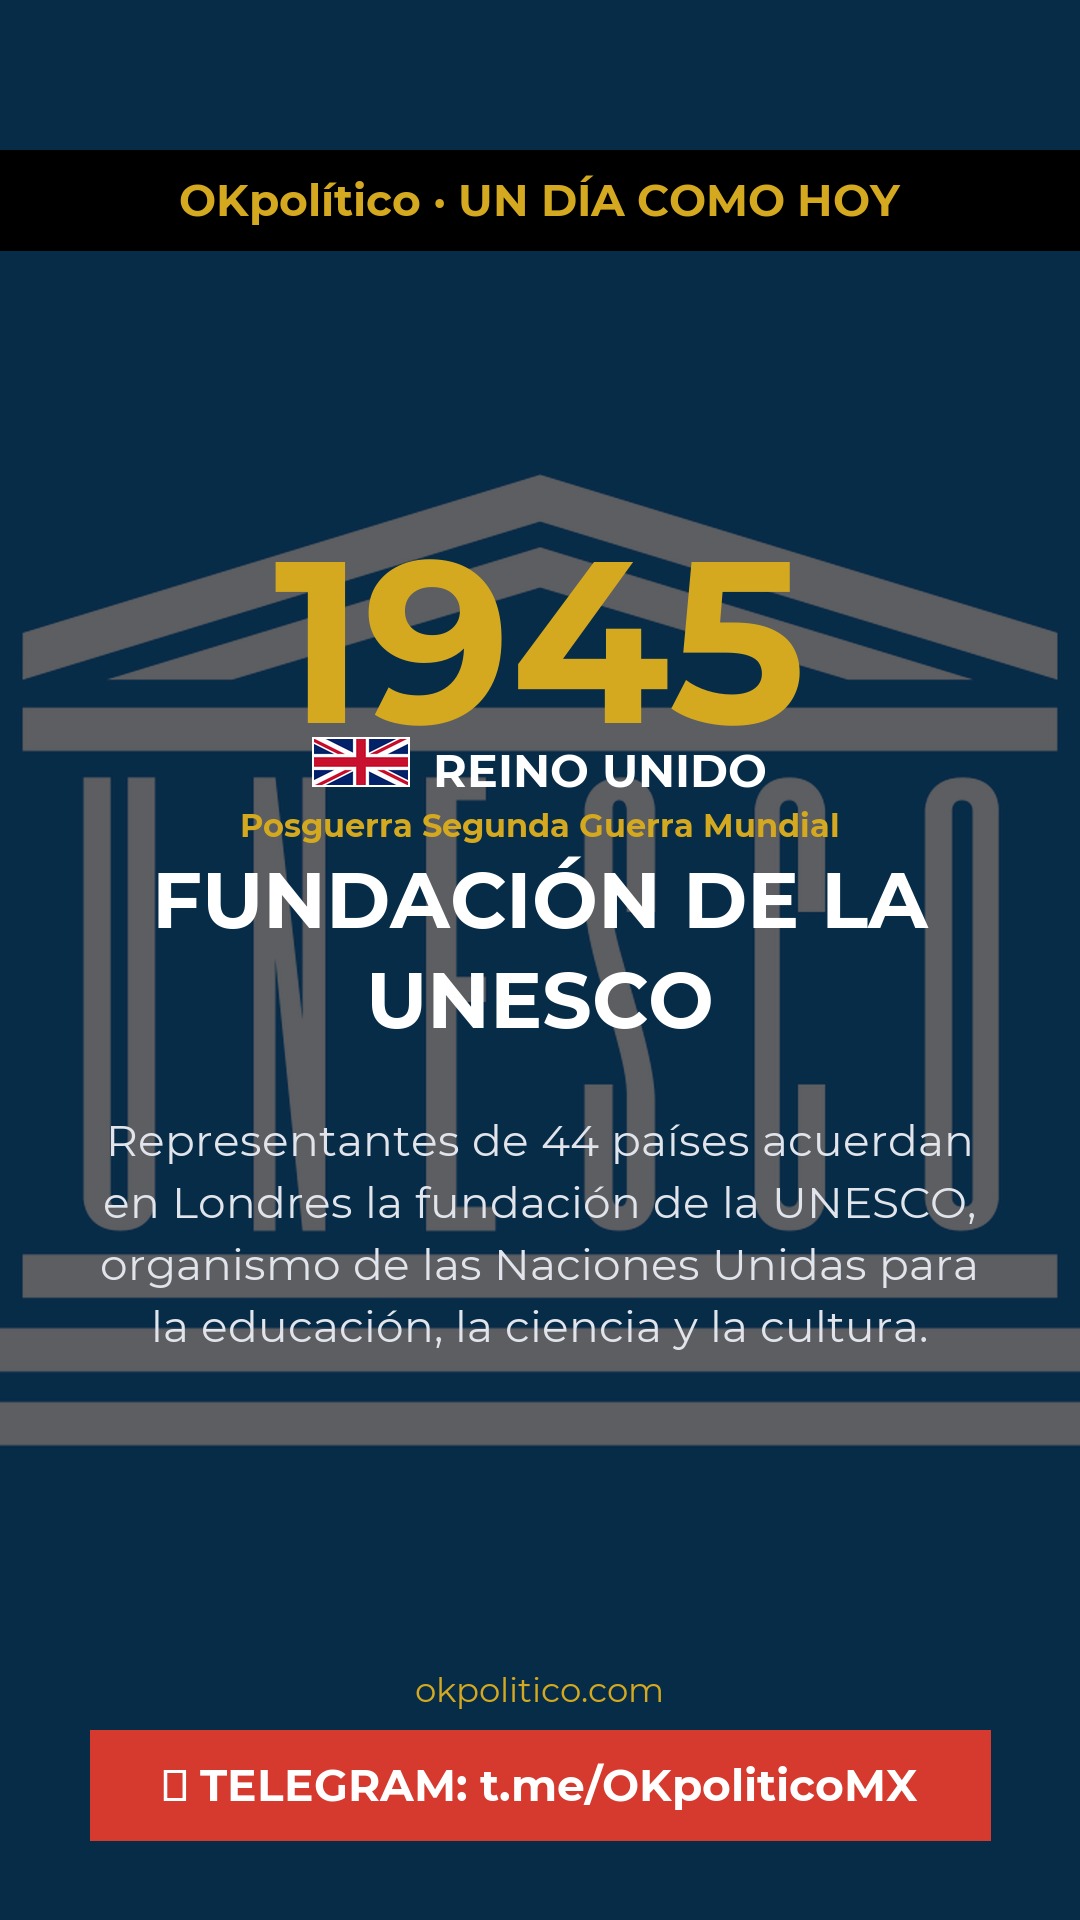 OKpolítico · UN DÍA COMO HOY
1945
REINO UNIDO
Posguerra Segunda Guerra Mundial
FUNDACIÓN DE LA
UNESCO
UNESCO
Representantes de 44 países acuerdan
en Londres la fundación de la UNESCO,
organismo de las Naciones Unidas para
la educación, la ciencia y la cultura.
okpolitico.com
TELEGRAM: t.me/OKpoliticoMX